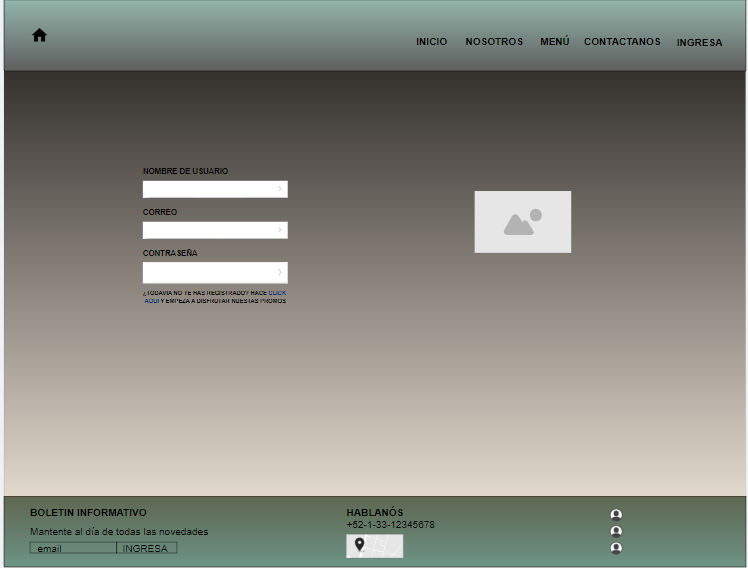 INICIO NOSOTROS MENÚ CONTACTANOS INGRESA
NOMBRE DE USUARIO
CORREO
CONTRASEÑA
¿TODAVIA NO TE HAS REGISTRADO? HACE CLICK
AQUÍ Y EMPEZA A DISFRUTAR NUESTAS PROMOS
BOLETIN INFORMATIVO
Mantente al día de todas las novedades
email INGRESA
HABLANÓS
+52-1-33-12345678